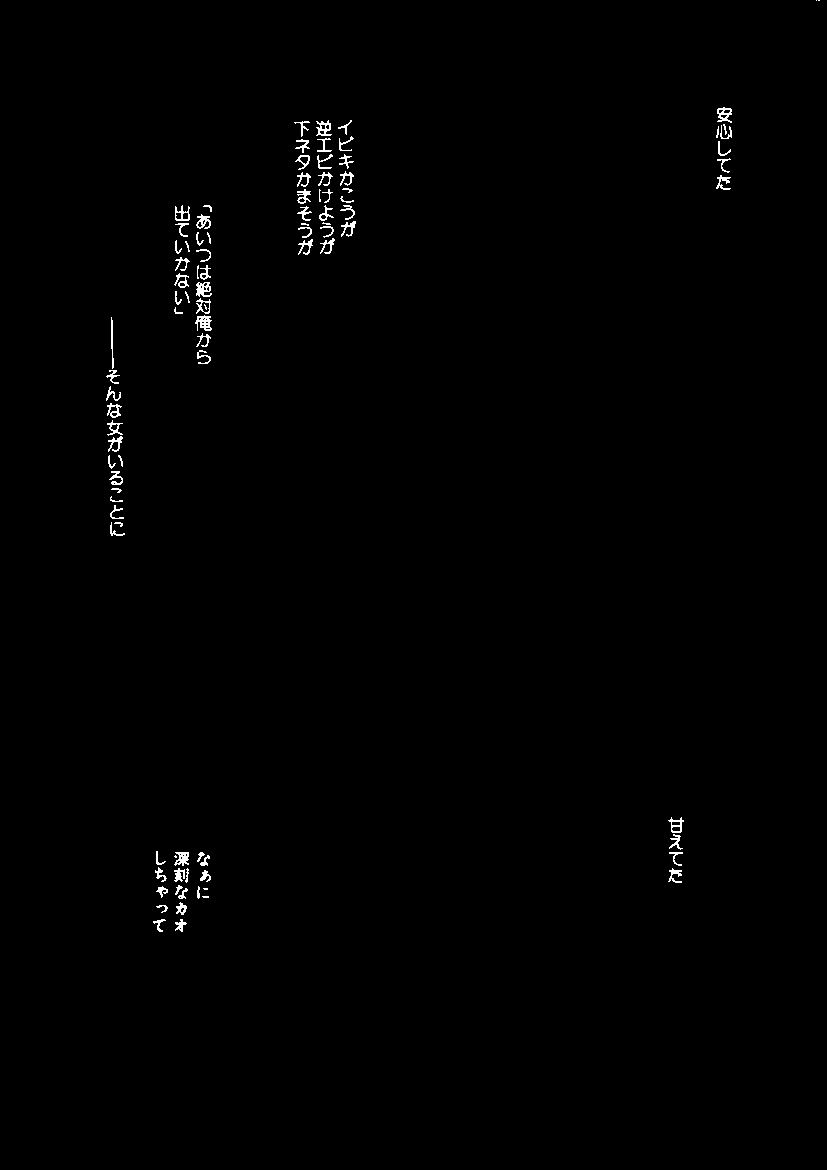 安心してた
イビキかこうが
逆エビかけようが
下ネタかまそうが
「あいつは絶対俺から
出ていかない」
──そんな女がいることに
甘えてた
なぁに
深刻なカオ
しちゃって